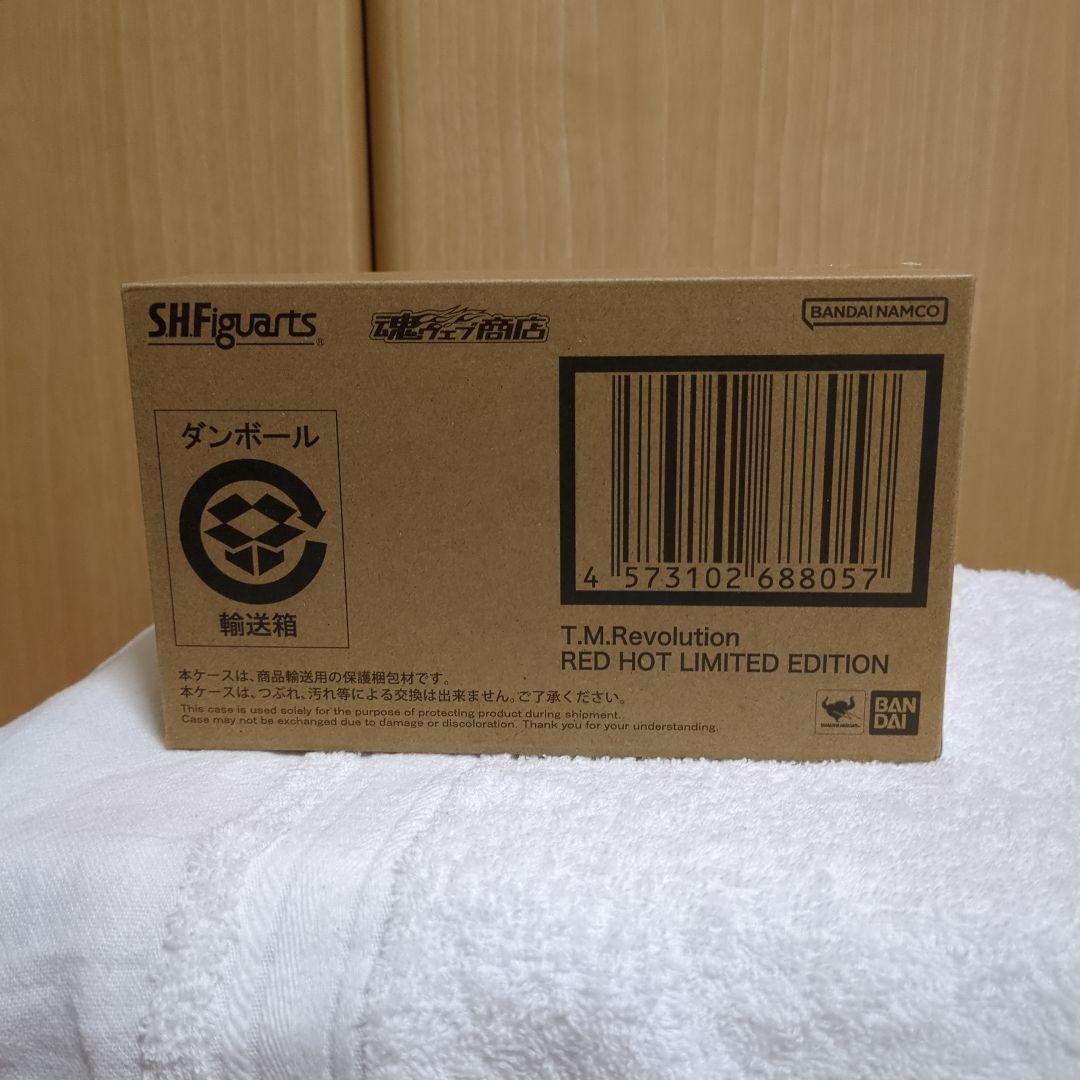 S.H.Figuarts®
魂ウェブ商店
BANDAI NAMCO
ダンボール
輸送箱
4 573102 688057
T.M.Revolution
RED HOT LIMITED EDITION
本ケースは、商品輸送用の保護梱包材です。
本ケースは、つぶれ、汚れ等による交換は出来ません。ご了承ください。
This case is used solely for the purpose of protecting product during shipment.
Case may not be exchanged due to damage or discoloration. Thank you for your understanding.
BAN
DAI